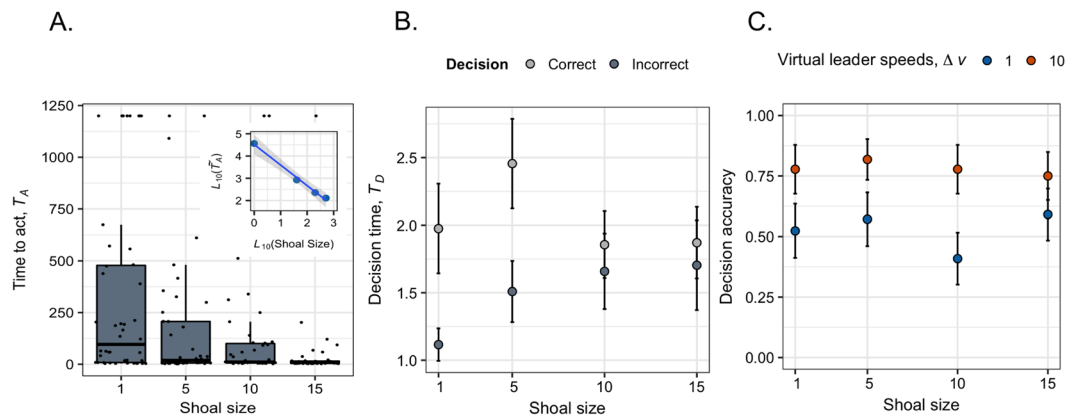 A.
1250
1000
750
500
250
0
Time to act, T_A
1
5
10
15
Shoal size
5
4
3
2
L₁₀(T̃_A)
0
1
2
3
L₁₀(Shoal Size)
B.
Decision Correct Incorrect
2.5
2.0
1.5
1.0
Decision time, T_D
1
5
10
15
Shoal size
C.
Virtual leader speeds, Δ v 1 10
1.00
0.75
0.50
0.25
0.00
Decision accuracy
1
5
10
15
Shoal size